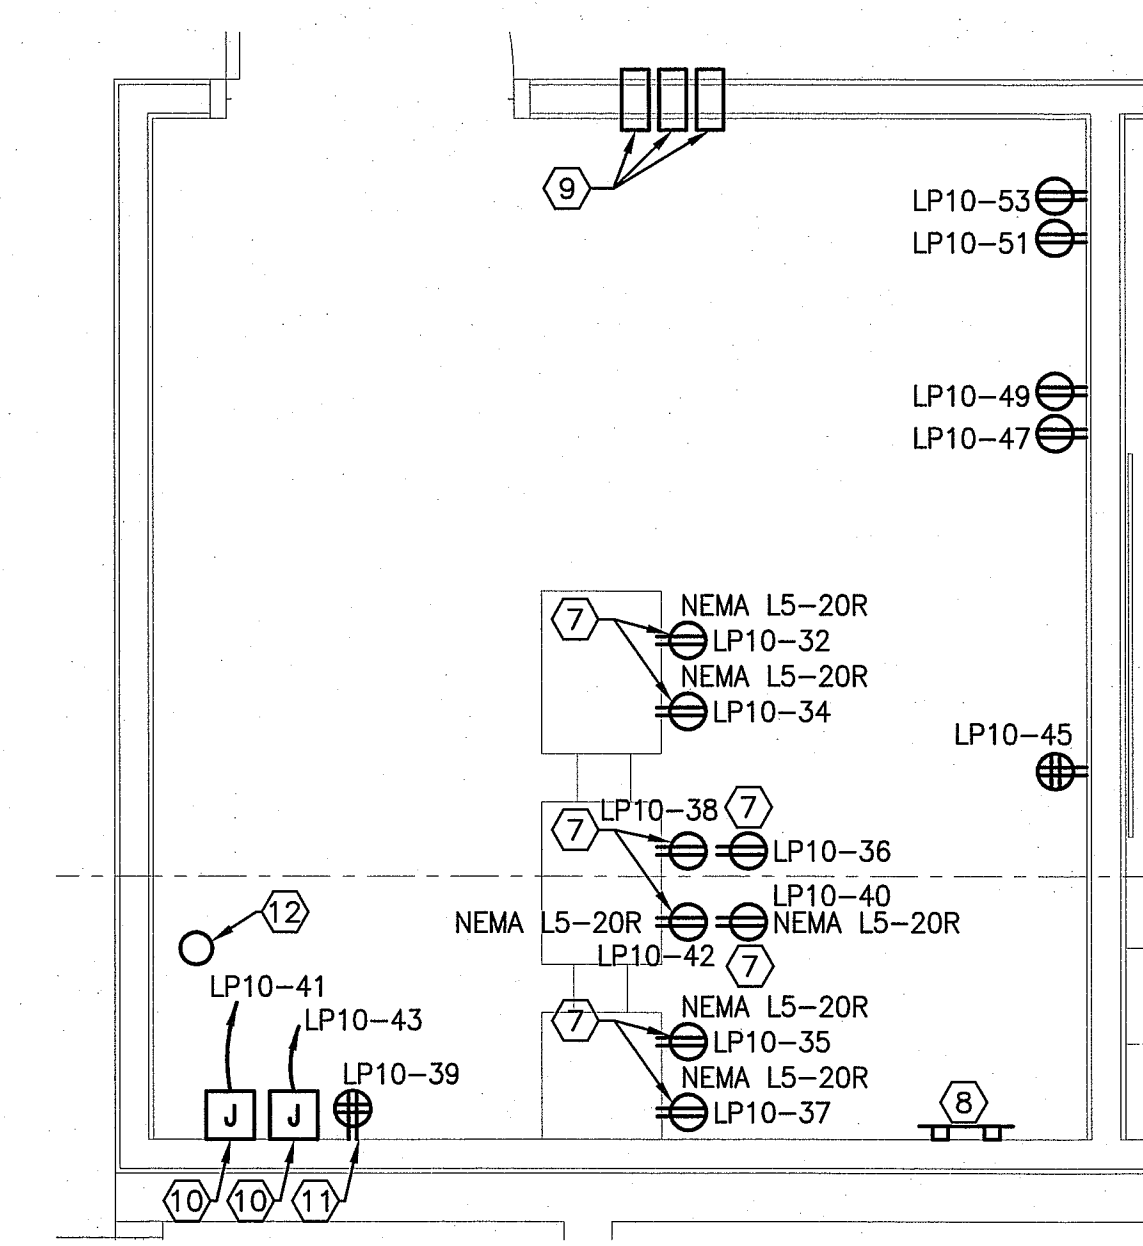 9
LP10-53
LP10-51
LP10-49
LP10-47
7
NEMA L5-20R
LP10-32
NEMA L5-20R
LP10-34
LP10-45
LP10-38
7
7
LP10-36
LP10-40
NEMA L5-20R
NEMA L5-20R
LP10-42
7
12
LP10-41
NEMA L5-20R
7
LP10-43
LP10-35
LP10-39
NEMA L5-20R
J
J
LP10-37
8
10
10
11